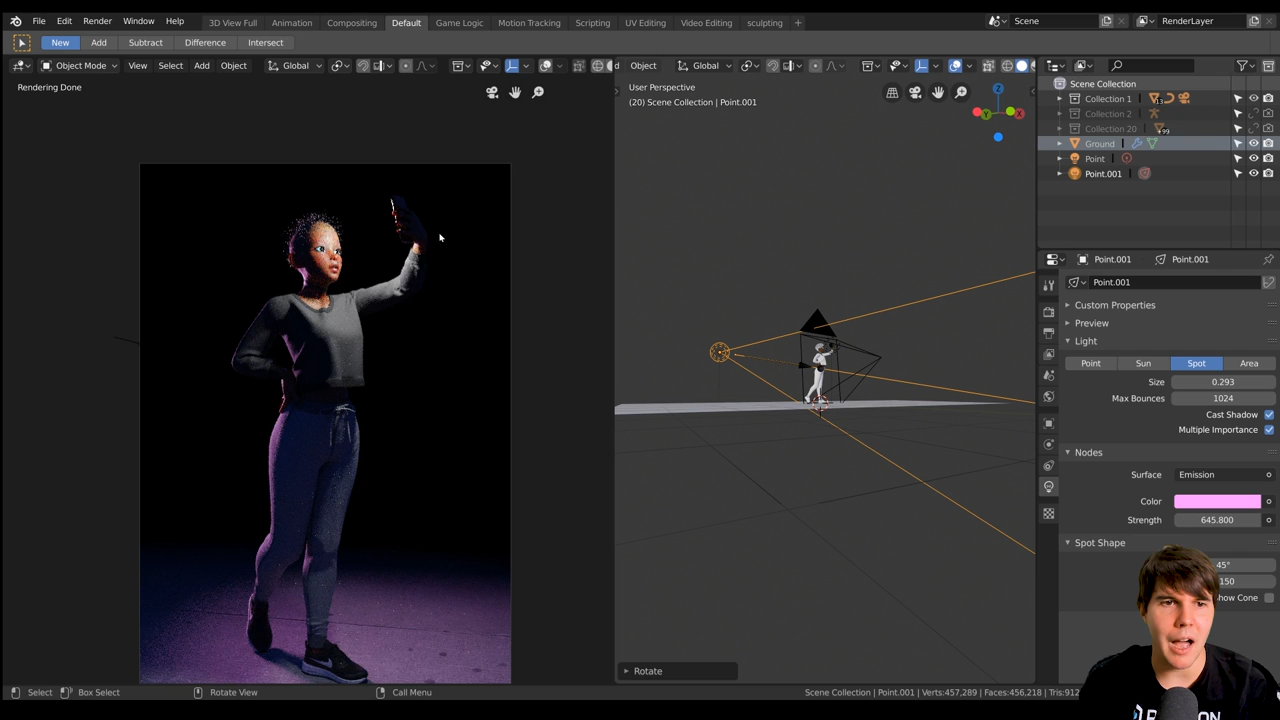 File Edit Render Window Help 3D View Full Animation Compositing Default Game Logic Motion Tracking Scripting UV Editing Video Editing sculpting + Scene RenderLayer
New Add Subtract Difference Intersect
Object Mode View Select Add Object Global d Object Global
Rendering Done
User Perspective
(20) Scene Collection | Point.001
Z
Y
X
Scene Collection
Collection 1 13
Collection 2
Collection 20 +99
Ground
Point
Point.001
Point.001 Point.001
Point.001
Custom Properties
Preview
Light
Point Sun Spot Area
Size 0.293
Max Bounces 1024
Cast Shadow
Multiple Importance
Nodes
Surface Emission
Color
Strength 645.800
Spot Shape
45°
150
how Cone
Rotate
Select Box Select Rotate View Call Menu Scene Collection | Point.001 | Verts:457,289 | Faces:456,218 | Tris:912